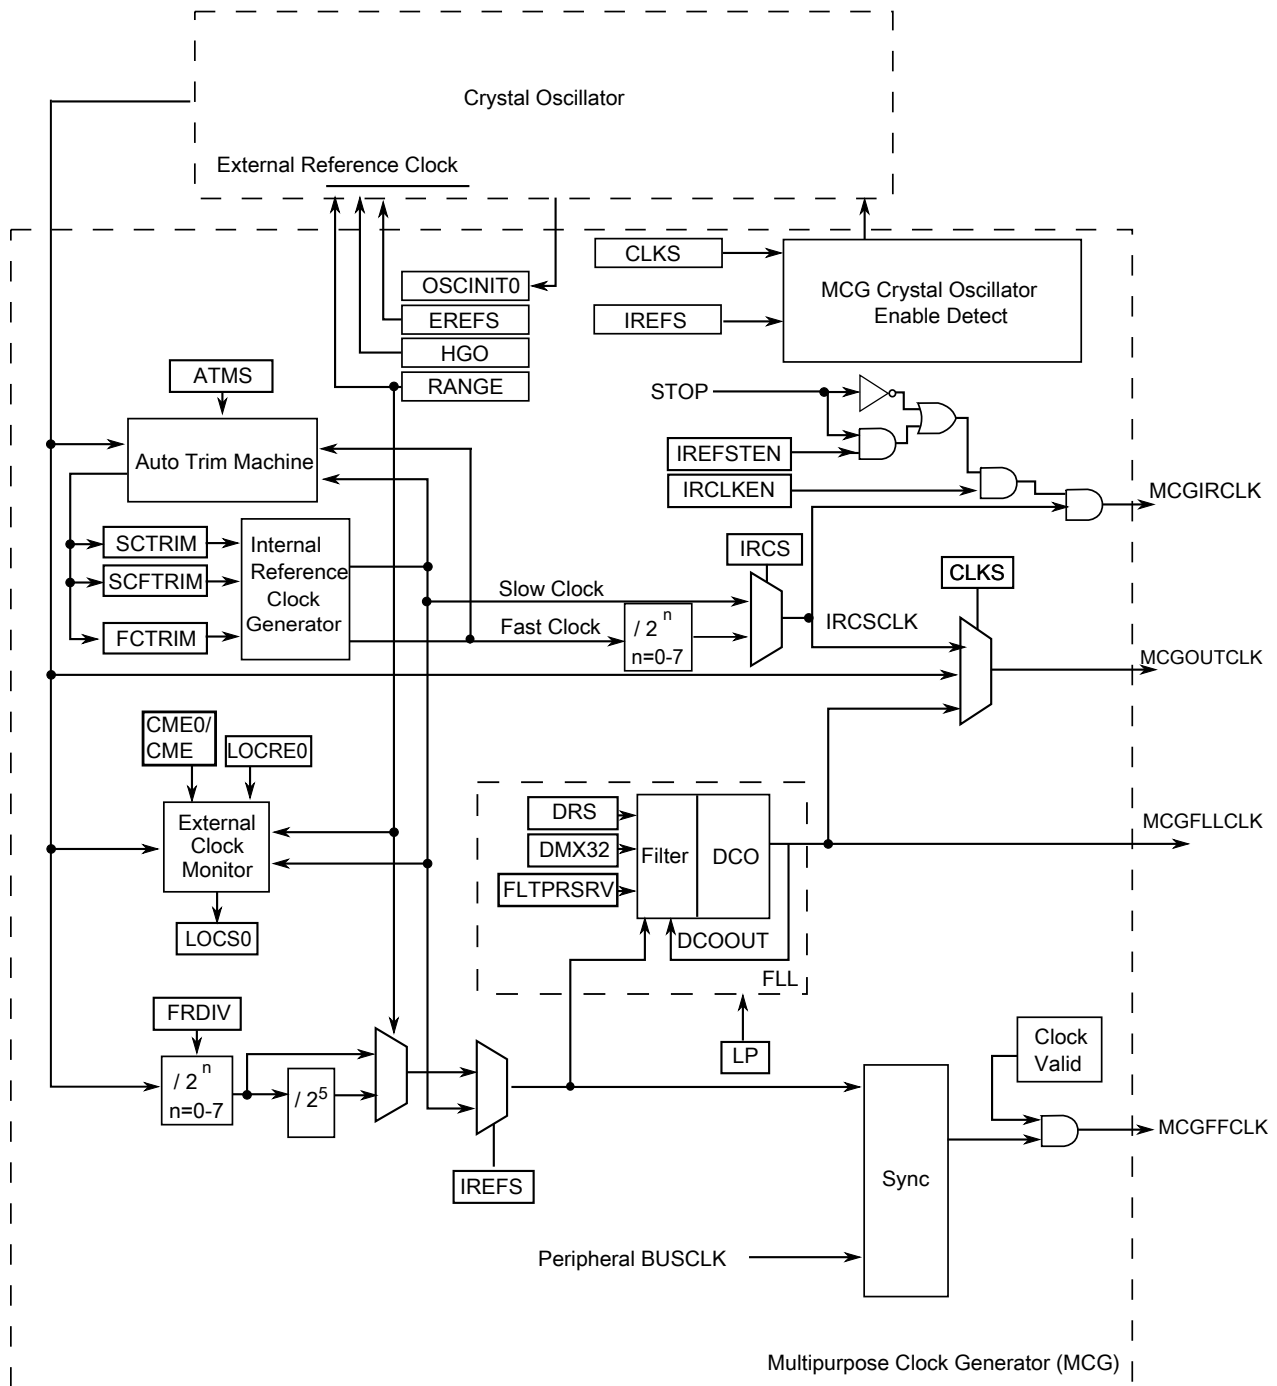 Crystal Oscillator
External Reference Clock
CLKS
OSCINIT0
EREFS
HGO
RANGE
IREFS
MCG Crystal Oscillator
Enable Detect
ATMS
STOP
Auto Trim Machine
IREFSTEN
IRCLKEN
MCGIRCLK
SCTRIM
SCFTRIM
FCTRIM
Internal
Reference
Clock
Generator
IRCS
CLKS
Slow Clock
Fast Clock
/ 2 n
n=0-7
IRCSCLK
MCGOUTCLK
CME0/
CME
LOCRE0
External
Clock
Monitor
LOCS0
DRS
DMX32
FLTPRSRV
Filter
DCO
MCGFLLCLK
DCOOUT
FLL
LP
FRDIV
/ 2 n
n=0-7
/ 2 5
Clock
Valid
MCGFFCLK
IREFS
Sync
Peripheral BUSCLK
Multipurpose Clock Generator (MCG)